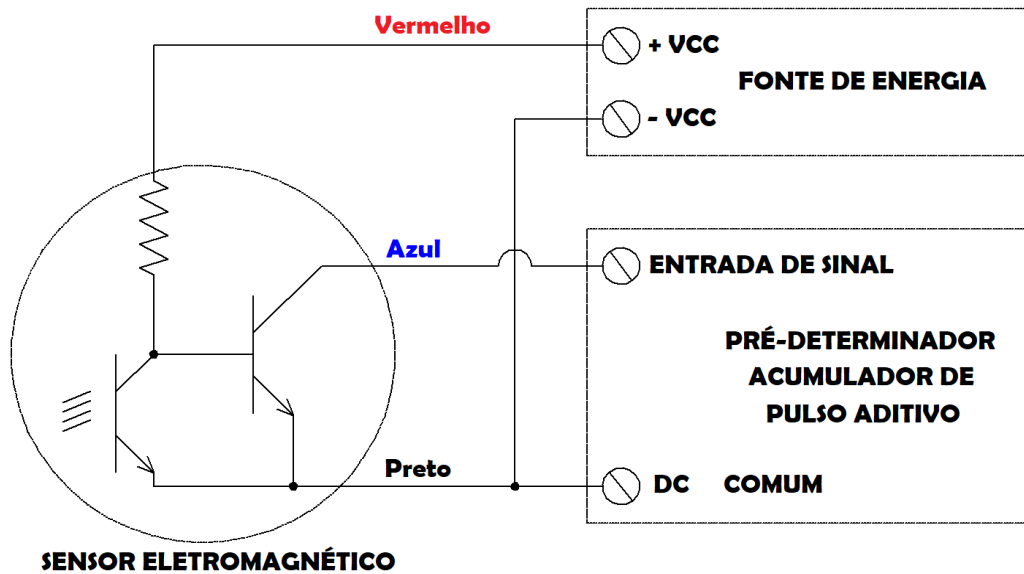 Vermelho
+ VCC
FONTE DE ENERGIA
- VCC
Azul
ENTRADA DE SINAL
PRÉ-DETERMINADOR
ACUMULADOR DE
PULSO ADITIVO
Preto
DC COMUM
SENSOR ELETROMAGNÉTICO